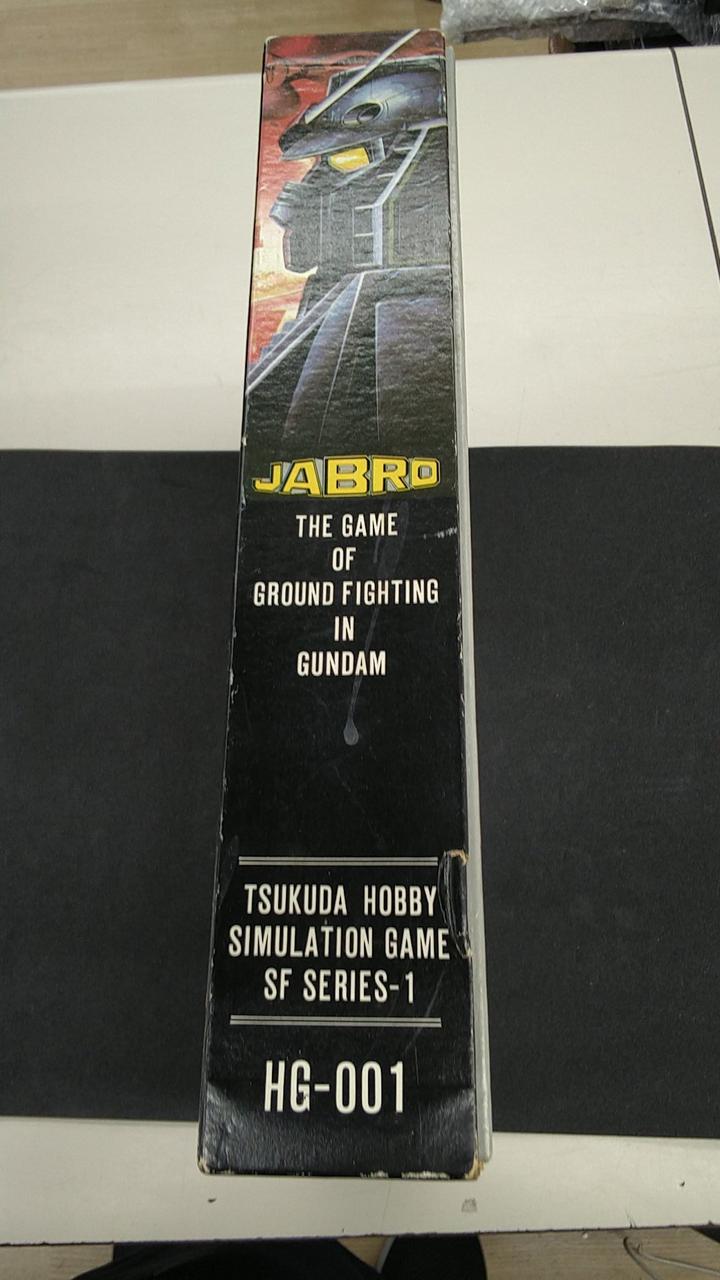 JABRO
THE GAME
OF
GROUND FIGHTING
IN
GUNDAM
TSUKUDA HOBBY
SIMULATION GAME
SF SERIES-1
HG-001